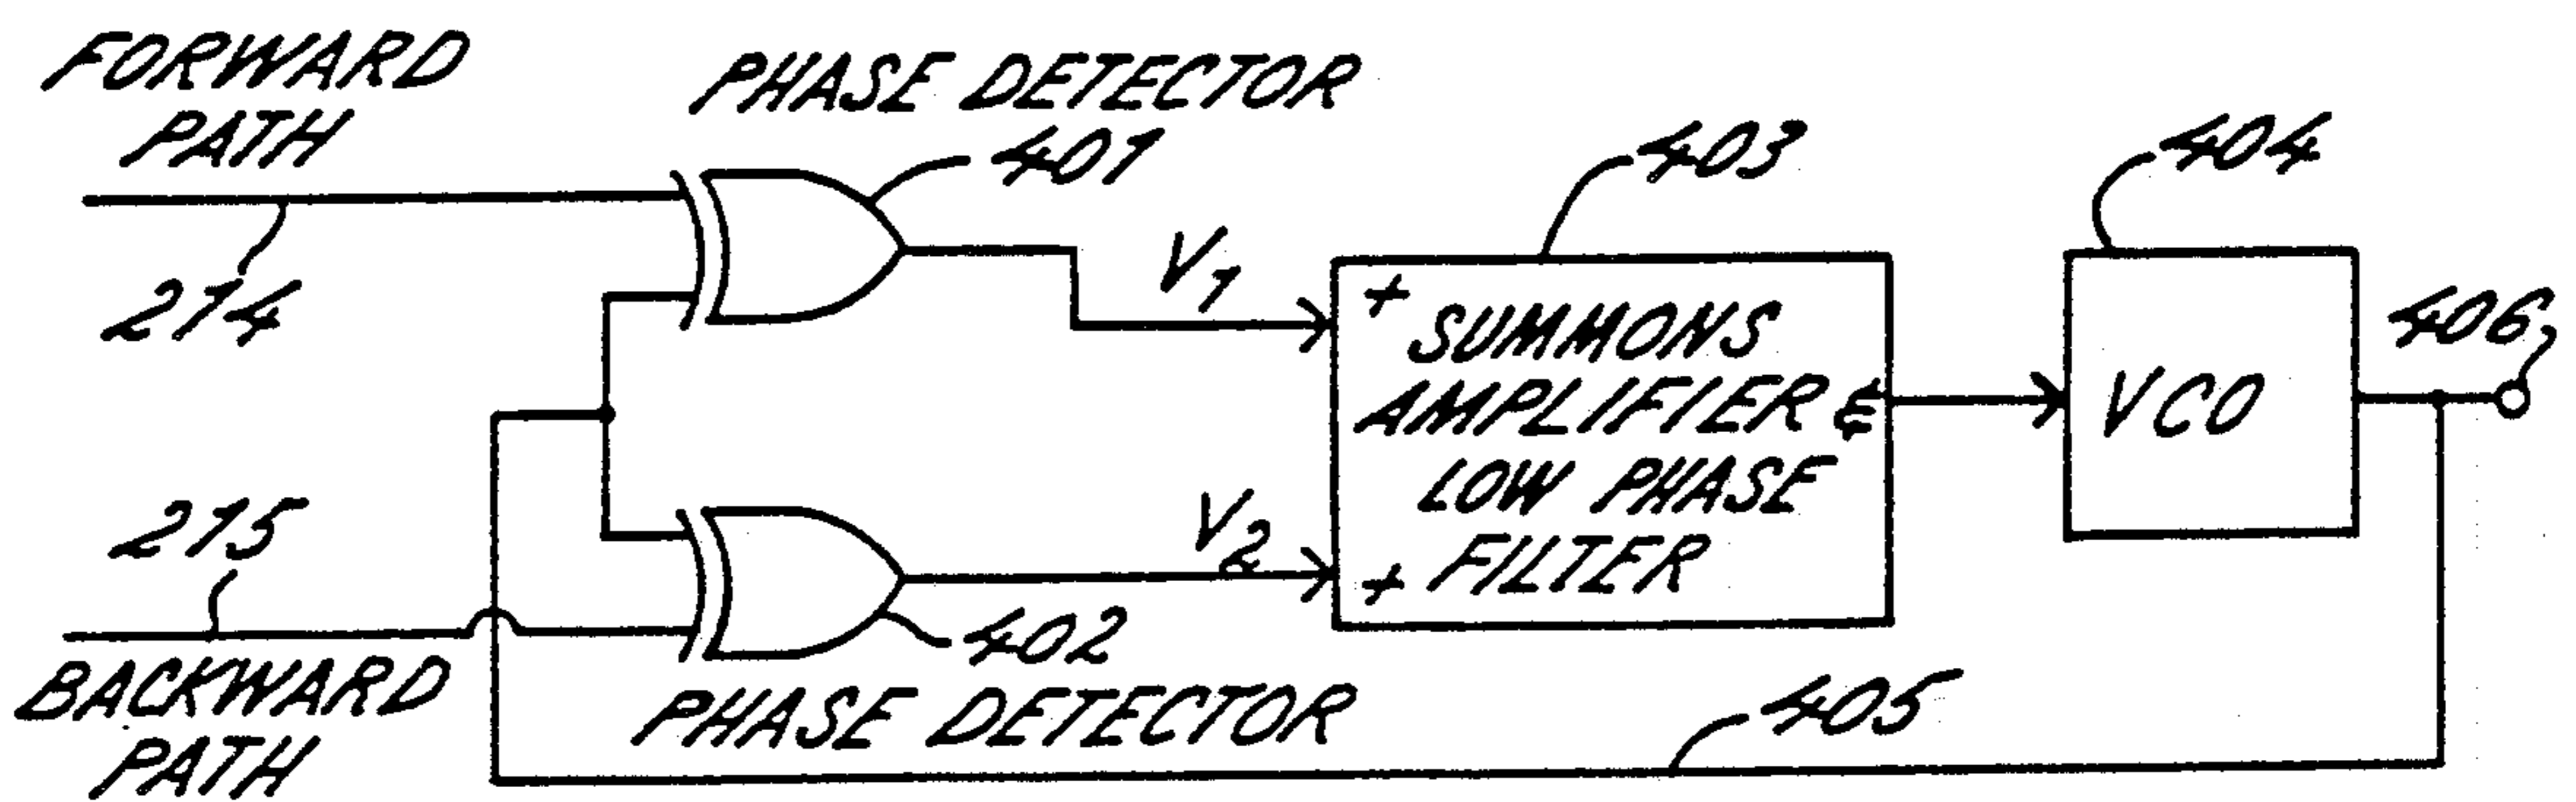 FORWARD
PATH
PHASE DETECTOR
401
403
404
214
V1
+
SUMMONS
AMPLIFIER &
LOW PHASE
FILTER
+
VCO
406
215
V2
402
BACKWARD
PATH
PHASE DETECTOR
405